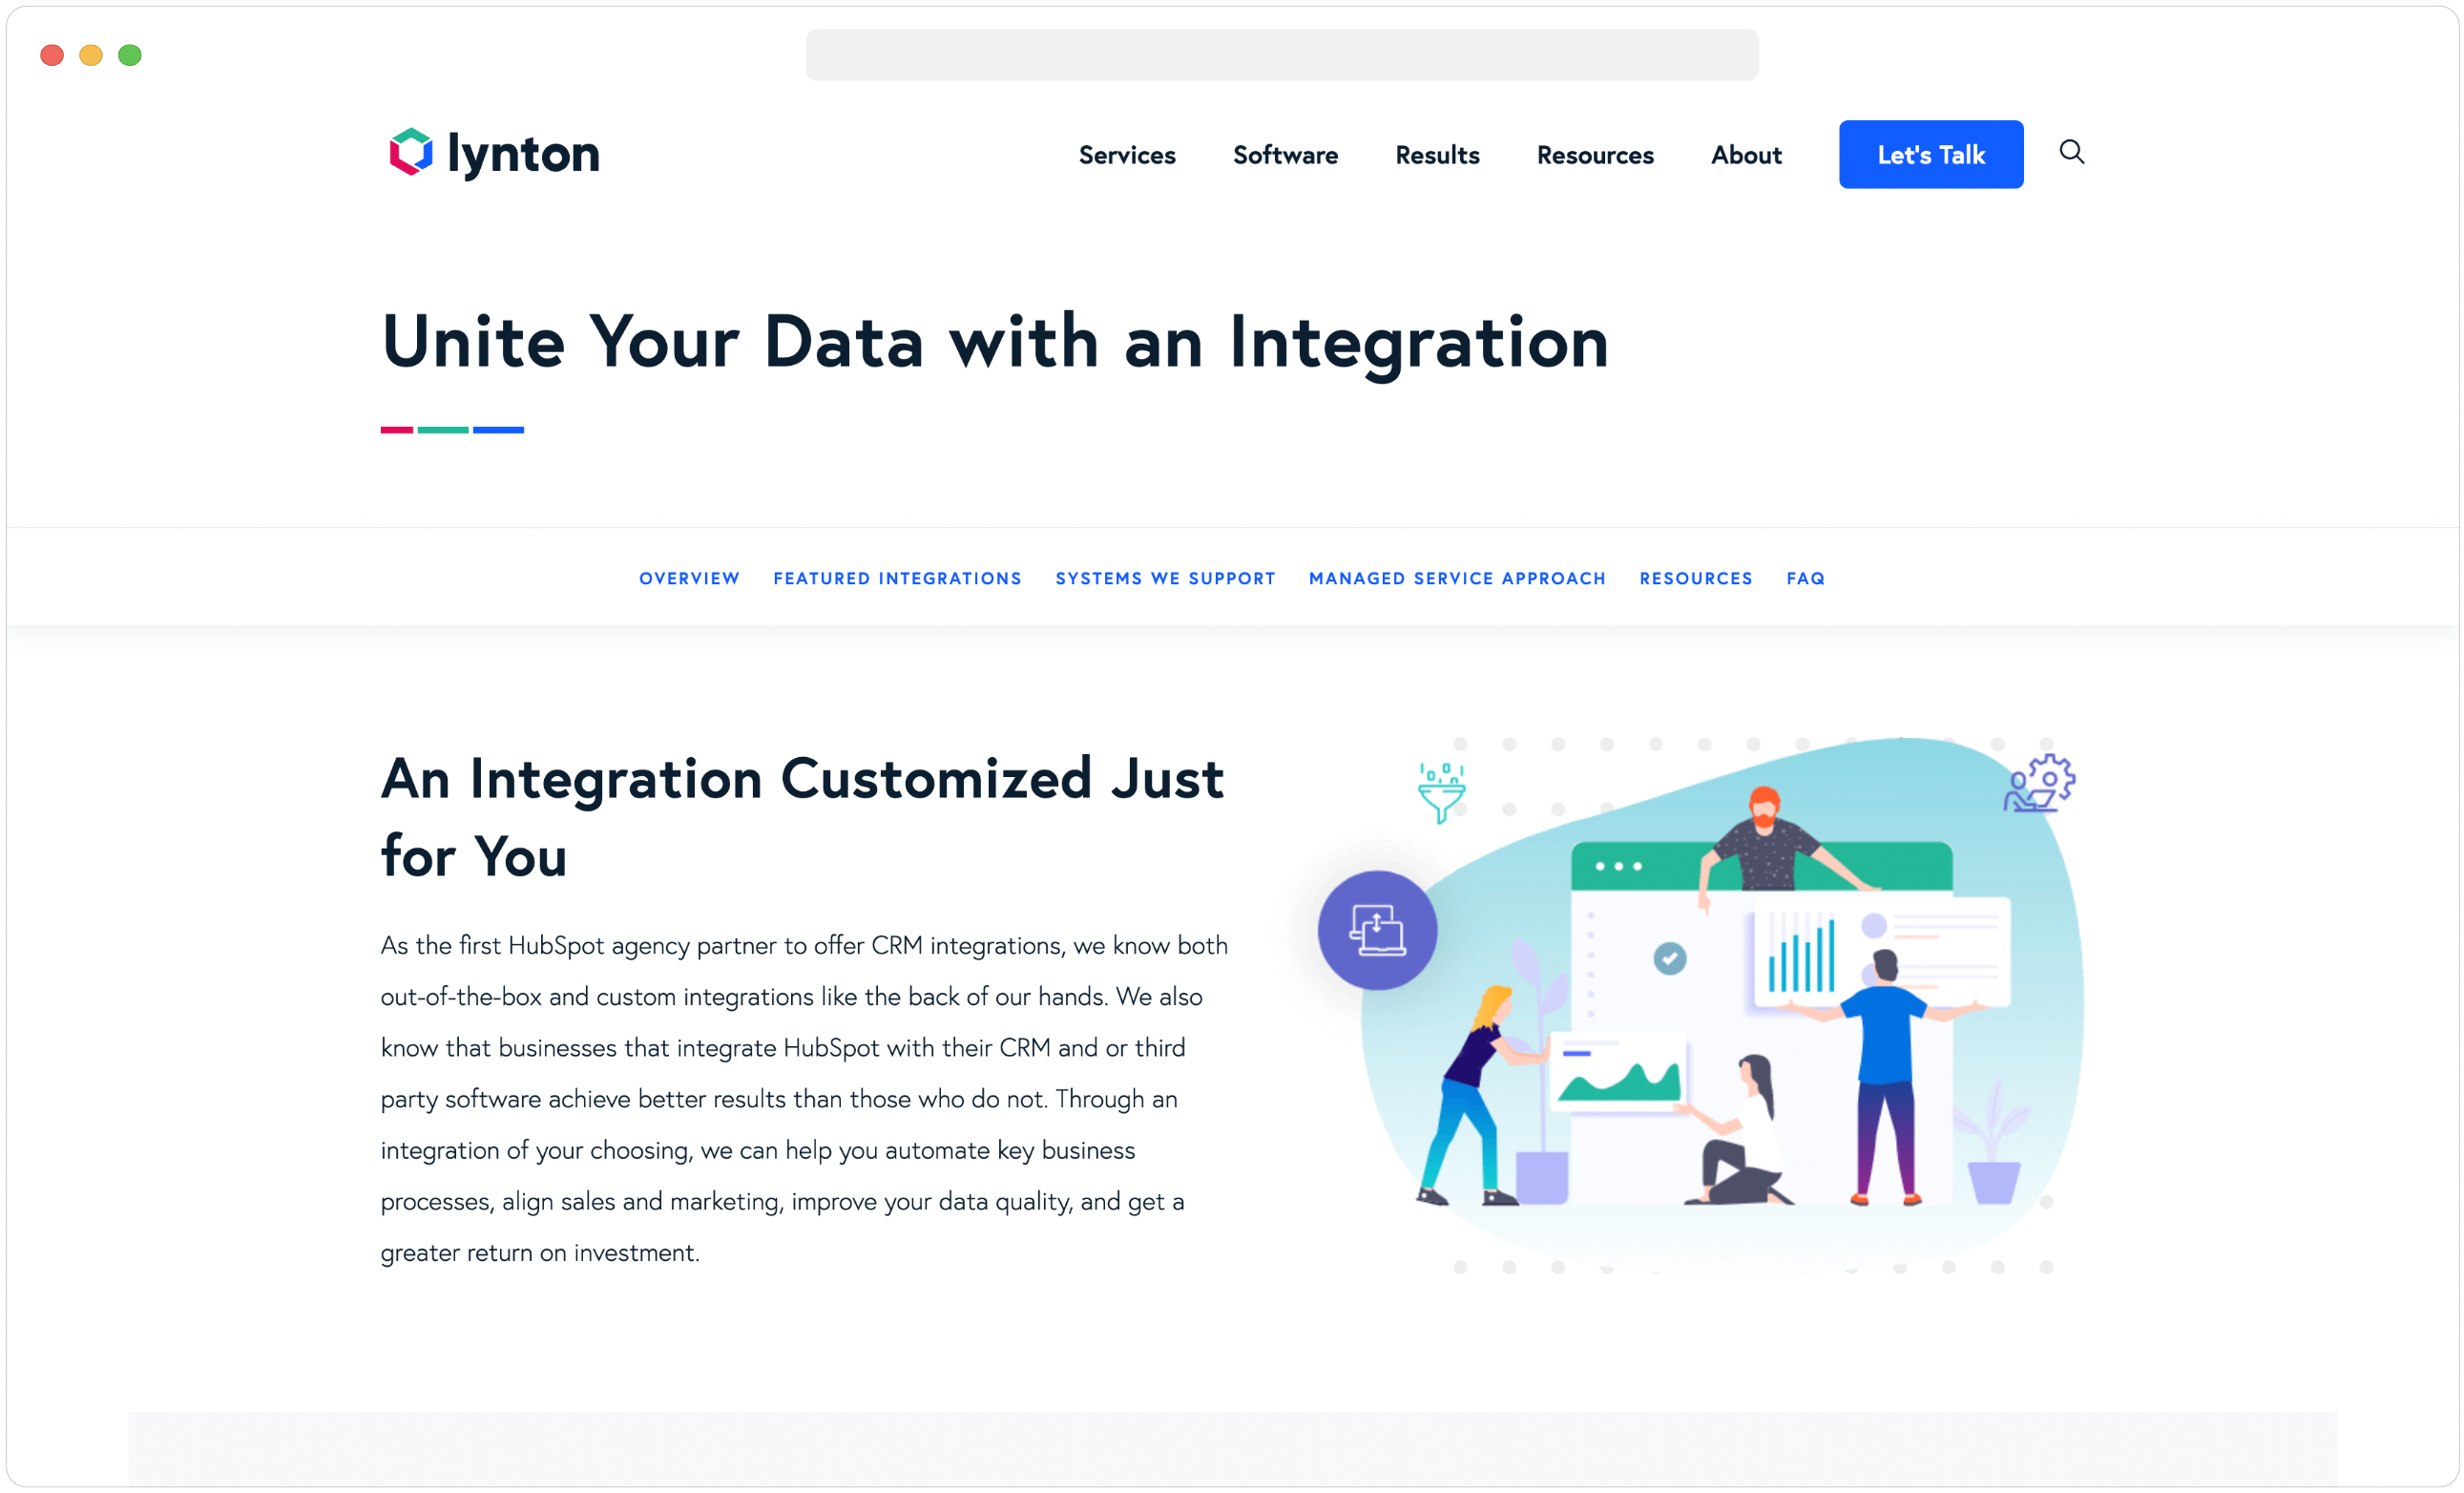 lynton
Services Software Results Resources About Let's Talk
Unite Your Data with an Integration
OVERVIEW FEATURED INTEGRATIONS SYSTEMS WE SUPPORT MANAGED SERVICE APPROACH RESOURCES FAQ
An Integration Customized Just
for You
As the first HubSpot agency partner to offer CRM integrations, we know both
out-of-the-box and custom integrations like the back of our hands. We also
know that businesses that integrate HubSpot with their CRM and or third
party software achieve better results than those who do not. Through an
integration of your choosing, we can help you automate key business
processes, align sales and marketing, improve your data quality, and get a
greater return on investment.